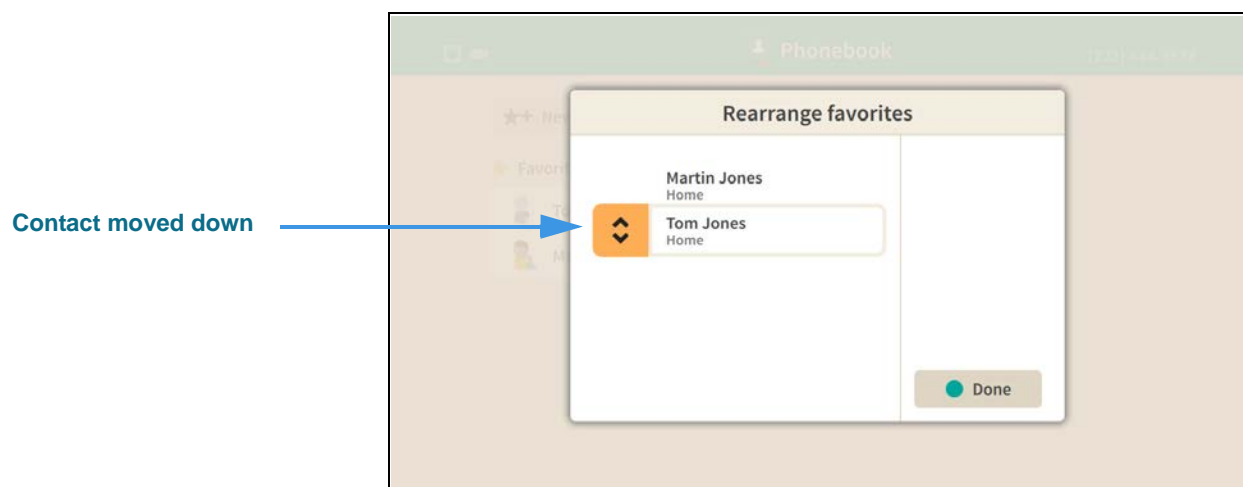 Phonebook
Rearrange favorites
Martin Jones
Home
Contact moved down
Tom Jones
Home
Done